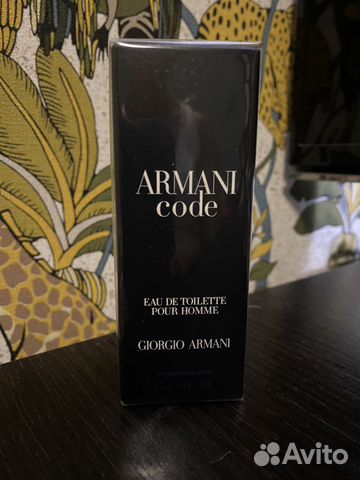 ARMANI
code
EAU DE TOILETTE
POUR HOMME
GIORGIO ARMANI
Avito